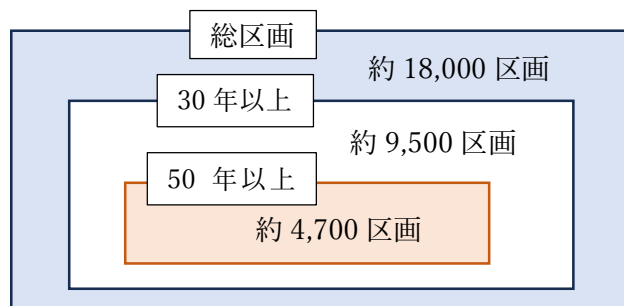 総区画
約 18,000 区画
30 年以上
約 9,500 区画
50 年以上
約 4,700 区画